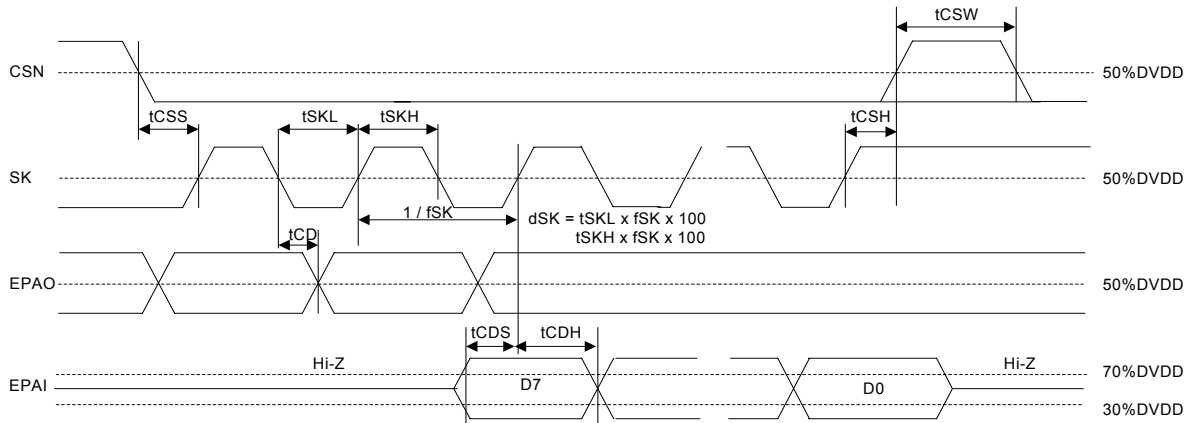 tCSW
CSN
50%DVDD
tCSS
tSKL
tSKH
tCSH
SK
50%DVDD
1 / fSK
dSK = tSKL x fSK x 100
tSKH x fSK x 100
tCD
EPAO
50%DVDD
tCDS
tCDH
Hi-Z
Hi-Z
70%DVDD
EPAI
D7
D0
30%DVDD